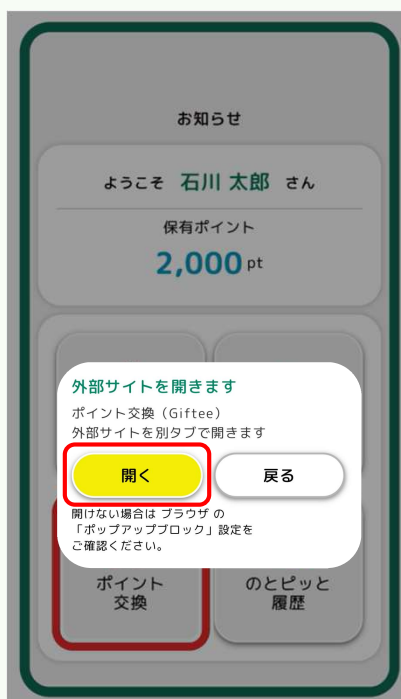 お知らせ
ようこそ 石川 太郎 さん
保有ポイント
2,000 pt
外部サイトを開きます
ポイント交換（Giftee）
外部サイトを別タブで開きます
開く 戻る
開けない場合は ブラウザ の
「ポップアップブロック」設定を
ご確認ください。
ポイント
交換
のとピッと
履歴